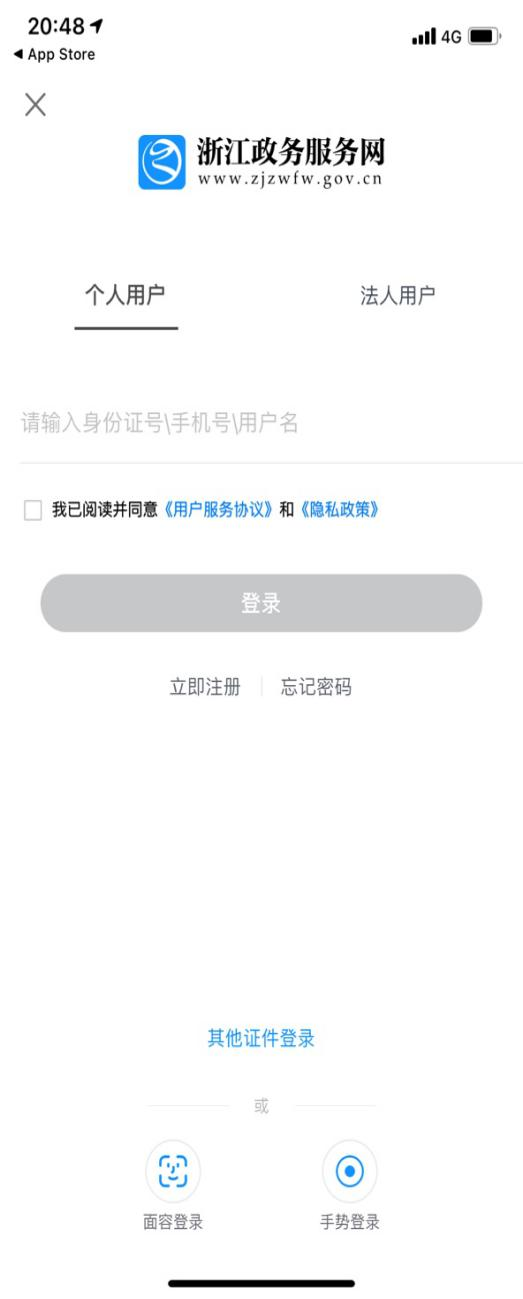 20:48
4G
App Store
浙江政务服务网
www.zjzwfw.gov.cn
个人用户 法人用户
请输入身份证号\手机号\用户名
我已阅读并同意《用户服务协议》和《隐私政策》
登录
立即注册 忘记密码
其他证件登录
或
面容登录 手势登录